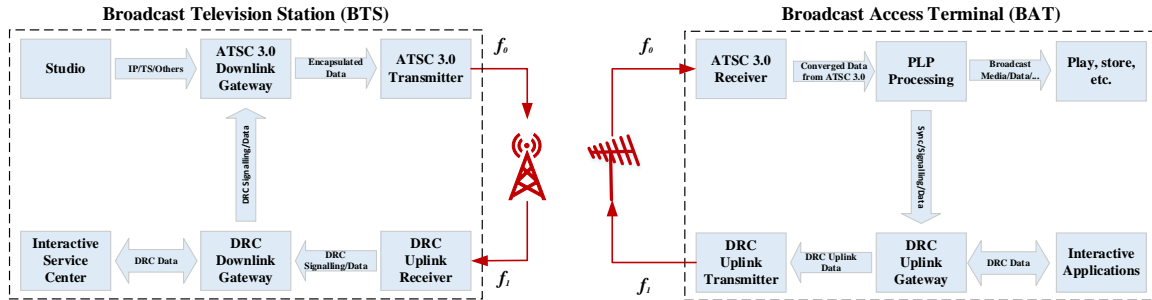 Broadcast Television Station (BTS)
Broadcast Access Terminal (BAT)
Studio
IP/TS/Others
ATSC 3.0
Downlink
Gateway
Encapsulated
Data
ATSC 3.0
Transmitter
f0
DRC Signalling/Data
Interactive
Service
Center
DRC Data
DRC
Downlink
Gateway
DRC
Signalling/Data
DRC
Uplink
Receiver
f1
f0
ATSC 3.0
Receiver
Converged Data
from ATSC 3.0
PLP
Processing
Broadcast
Media/Data/...
Play, store,
etc.
Sync/Signalling/Data
f1
DRC
Uplink
Transmitter
DRC Uplink
Data
DRC
Uplink
Gateway
DRC Data
Interactive
Applications